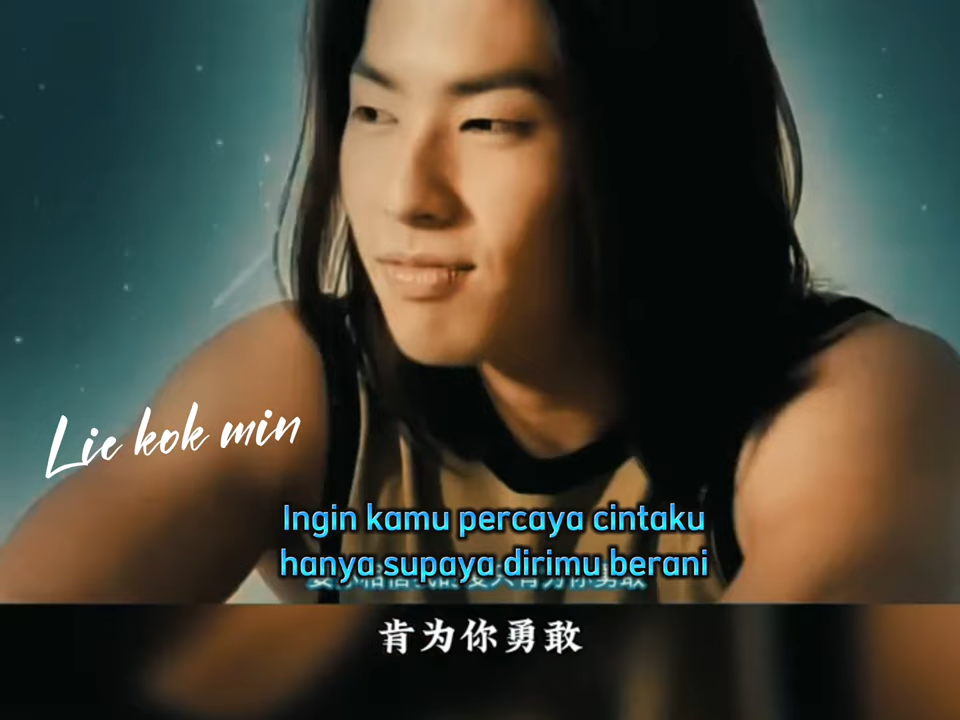 Lie kok min
Ingin kamu percaya cintaku
hanya supaya dirimu berani
肯为你勇敢